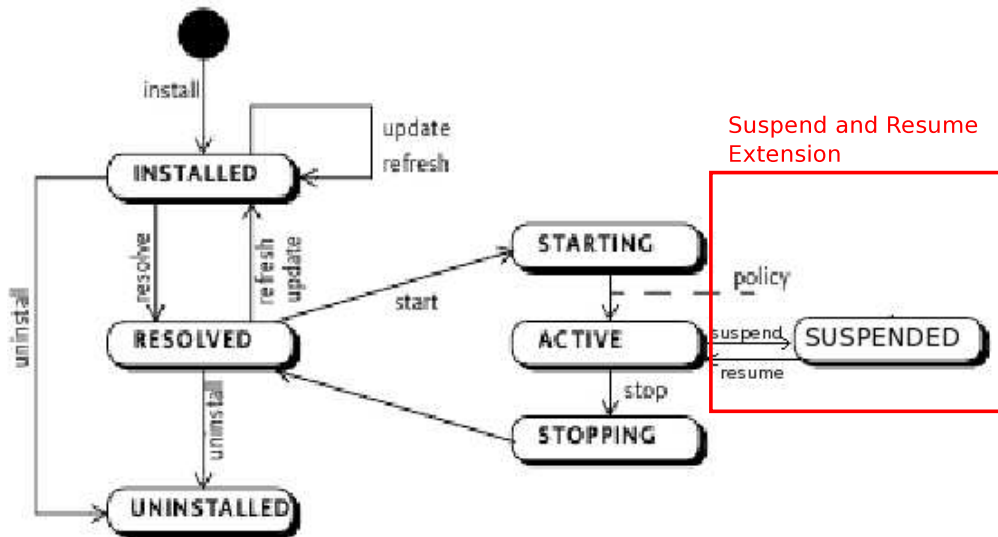 install
update
refresh
Suspend and Resume
Extension
INSTALLED
STARTING
policy
resolve
refresh
update
start
uninstall
RESOLVED
ACTIVE
suspend
SUSPENDED
resume
stop
uninstall
STOPPING
UNINSTALLED